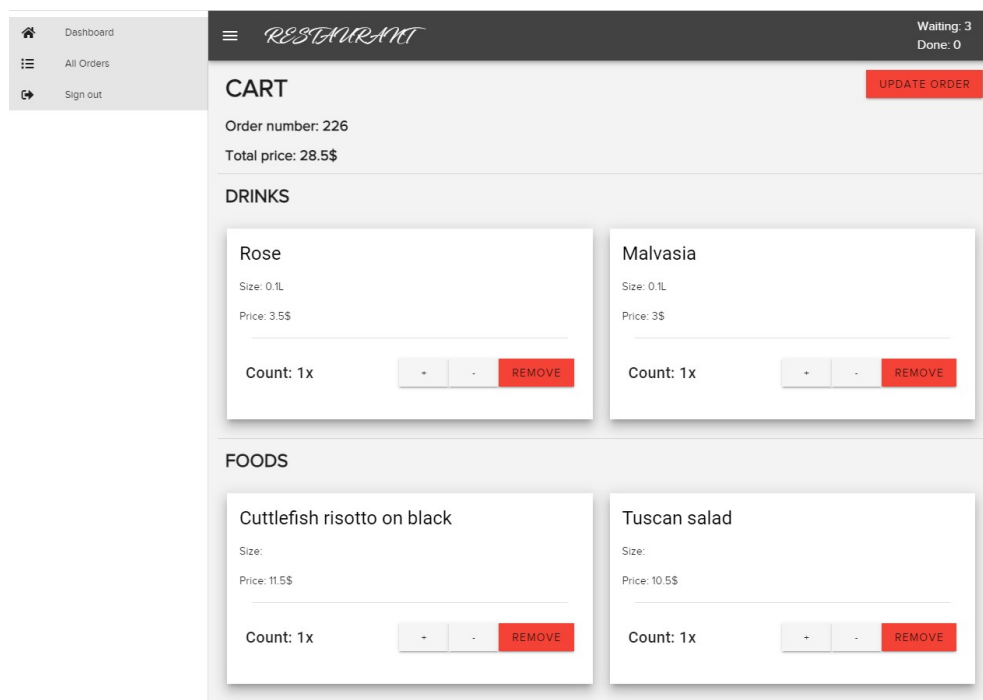 Dashboard
All Orders
Sign out
RESTAURANT
Waiting: 3
Done: 0
CART
UPDATE ORDER
Order number: 226
Total price: 28.5$
DRINKS
Rose
Size: 0.1L
Price: 3.5$
Count: 1x
+
-
REMOVE
Malvasia
Size: 0.1L
Price: 3$
Count: 1x
+
-
REMOVE
FOODS
Cuttlefish risotto on black
Size:
Price: 11.5$
Count: 1x
+
-
REMOVE
Tuscan salad
Size:
Price: 10.5$
Count: 1x
+
-
REMOVE